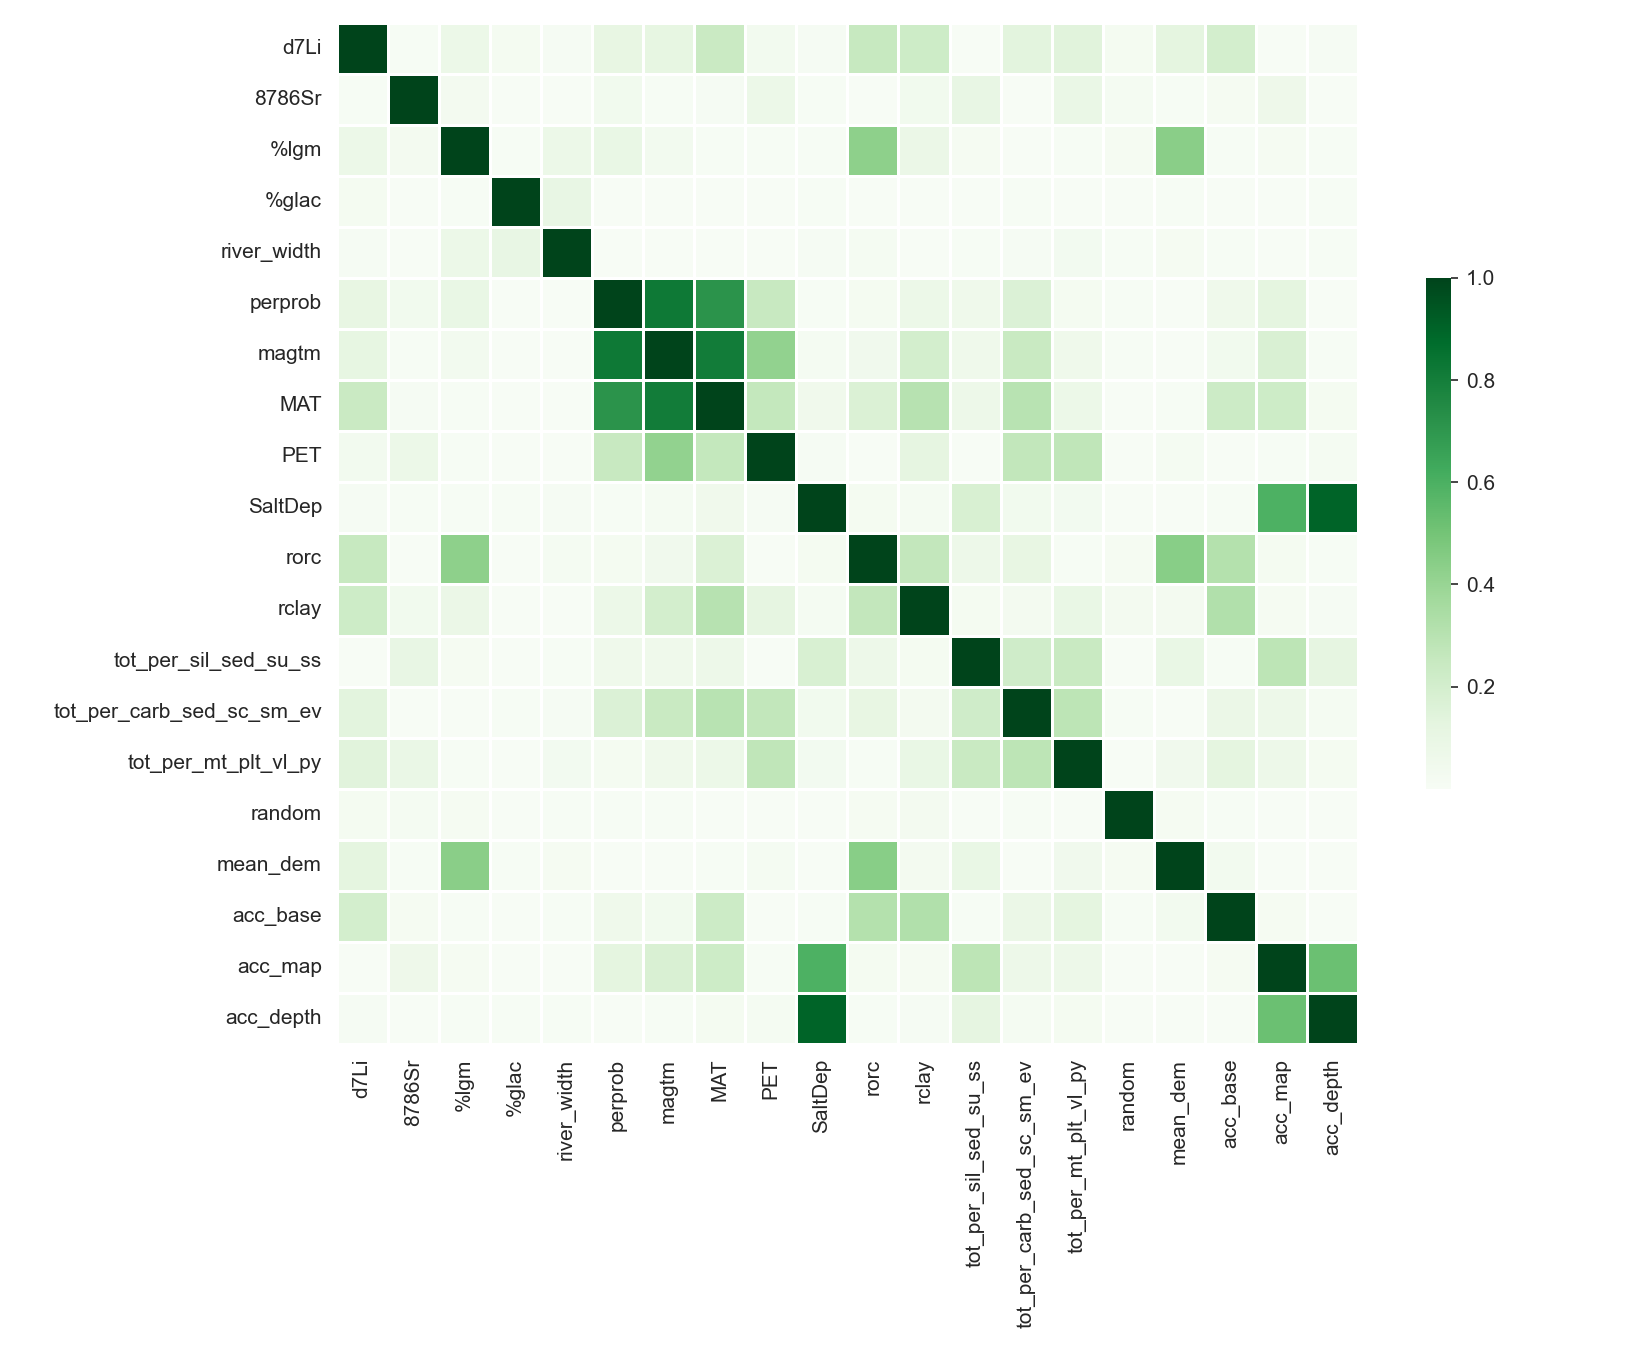 d7Li
8786Sr
%lgm
%glac
river_width
perprob
magtm
MAT
PET
SaltDep
rorc
rclay
tot_per_sil_sed_su_ss
tot_per_carb_sed_sc_sm_ev
tot_per_mt_plt_vl_py
random
mean_dem
acc_base
acc_map
acc_depth
d7Li
8786Sr
%lgm
%glac
river_width
perprob
magtm
MAT
PET
SaltDep
rorc
rclay
tot_per_sil_sed_su_ss
tot_per_carb_sed_sc_sm_ev
tot_per_mt_plt_vl_py
random
mean_dem
acc_base
acc_map
acc_depth
1.0
0.8
0.6
0.4
0.2